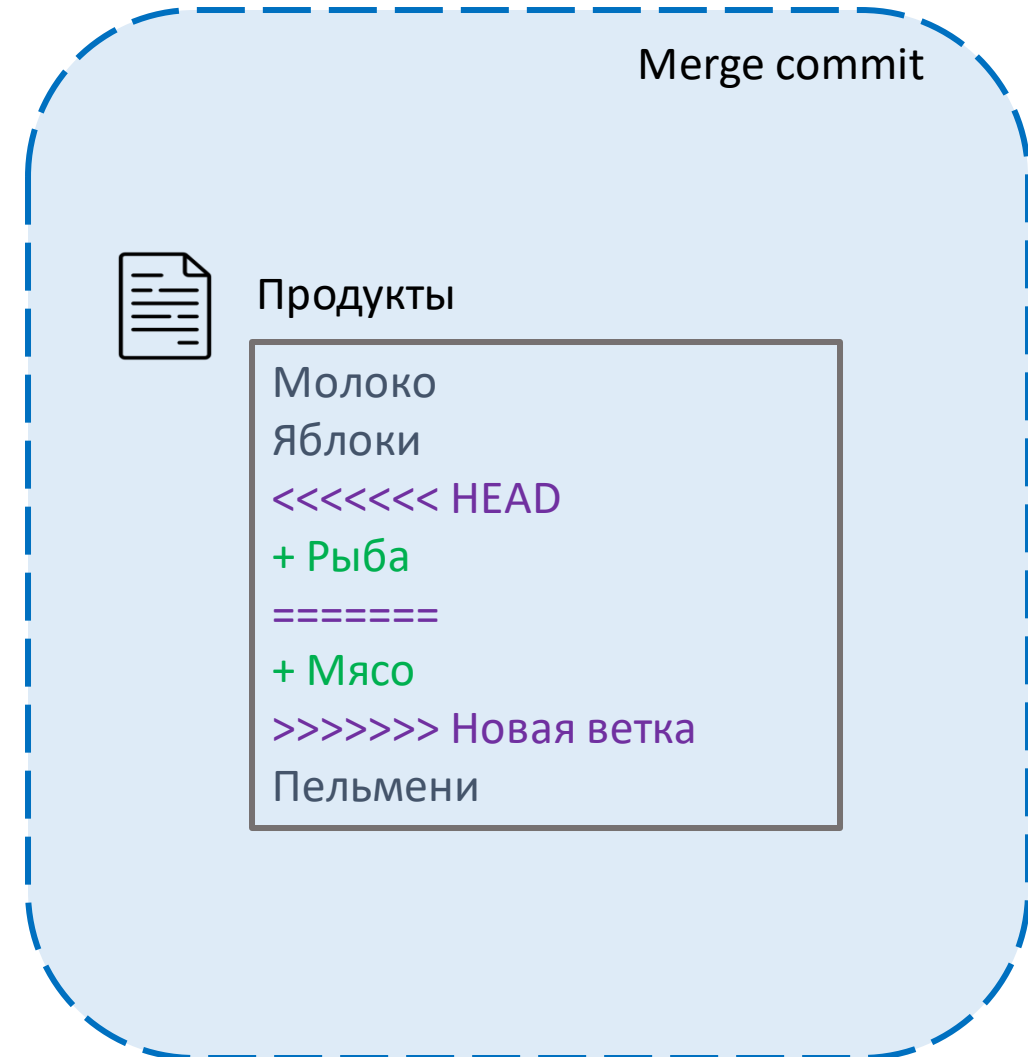 Merge commit
Продукты
Молоко
Яблоки
<<<<<<< HEAD
+ Рыба
=======
+ Мясо
>>>>>>> Новая ветка
Пельмени